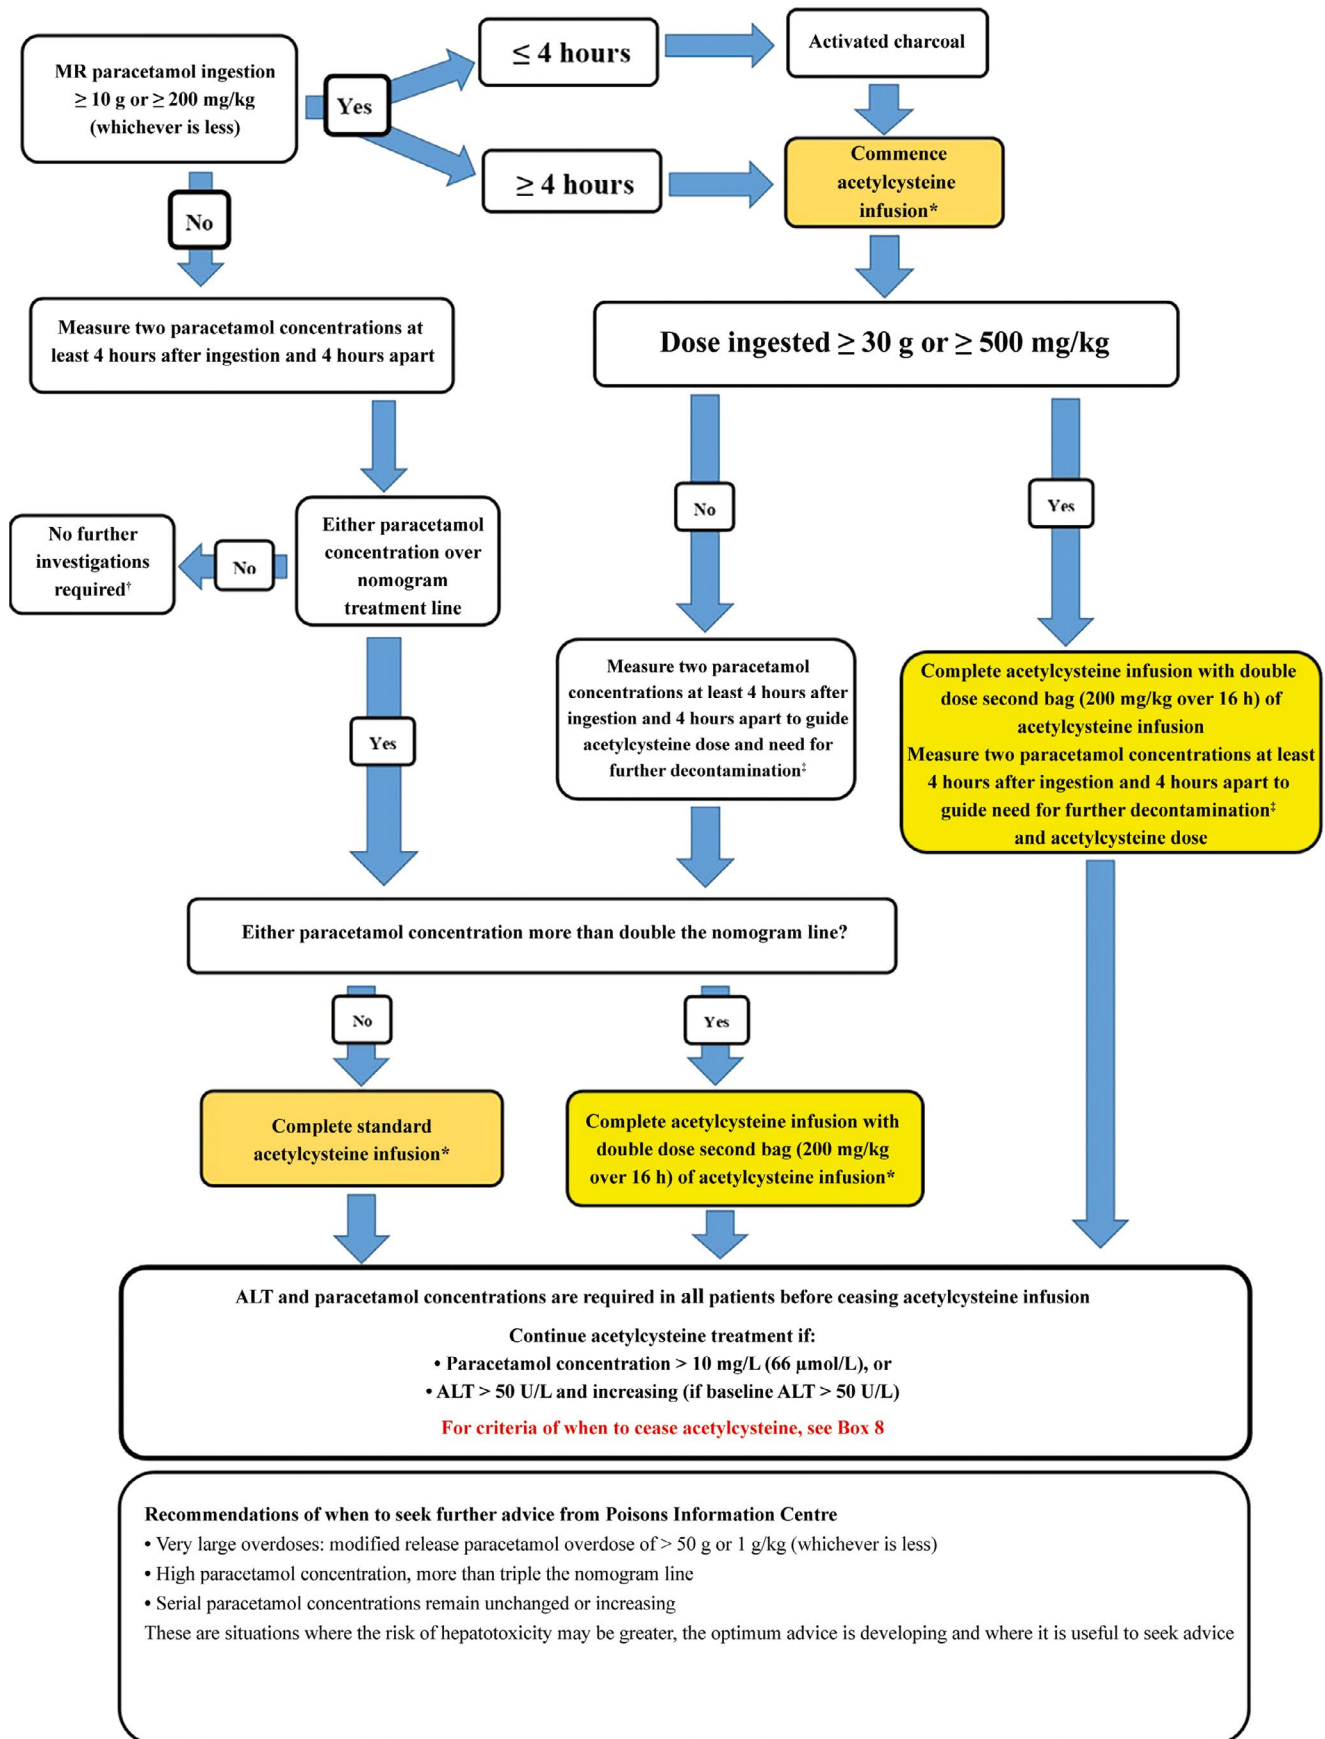 MR paracetamol ingestion
≥ 10 g or ≥ 200 mg/kg
(whichever is less)
Yes
≤ 4 hours
Activated charcoal
≥ 4 hours
Commence
acetylcysteine
infusion*
No
Measure two paracetamol concentrations at
least 4 hours after ingestion and 4 hours apart
Dose ingested ≥ 30 g or ≥ 500 mg/kg
No
Yes
Either paracetamol
concentration over
nomogram
treatment line
No
No further
investigations
required†
Yes
Measure two paracetamol
concentrations at least 4 hours after
ingestion and 4 hours apart to guide
acetylcysteine dose and need for
further decontamination‡
Complete acetylcysteine infusion with double
dose second bag (200 mg/kg over 16 h) of
acetylcysteine infusion
Measure two paracetamol concentrations at least
4 hours after ingestion and 4 hours apart to
guide need for further decontamination‡
and acetylcysteine dose
Either paracetamol concentration more than double the nomogram line?
No
Yes
Complete standard
acetylcysteine infusion*
Complete acetylcysteine infusion with
double dose second bag (200 mg/kg
over 16 h) of acetylcysteine infusion*
ALT and paracetamol concentrations are required in all patients before ceasing acetylcysteine infusion
Continue acetylcysteine treatment if:
• Paracetamol concentration > 10 mg/L (66 µmol/L), or
• ALT > 50 U/L and increasing (if baseline ALT > 50 U/L)
For criteria of when to cease acetylcysteine, see Box 8
Recommendations of when to seek further advice from Poisons Information Centre
• Very large overdoses: modified release paracetamol overdose of > 50 g or 1 g/kg (whichever is less)
• High paracetamol concentration, more than triple the nomogram line
• Serial paracetamol concentrations remain unchanged or increasing
These are situations where the risk of hepatotoxicity may be greater, the optimum advice is developing and where it is useful to seek advice